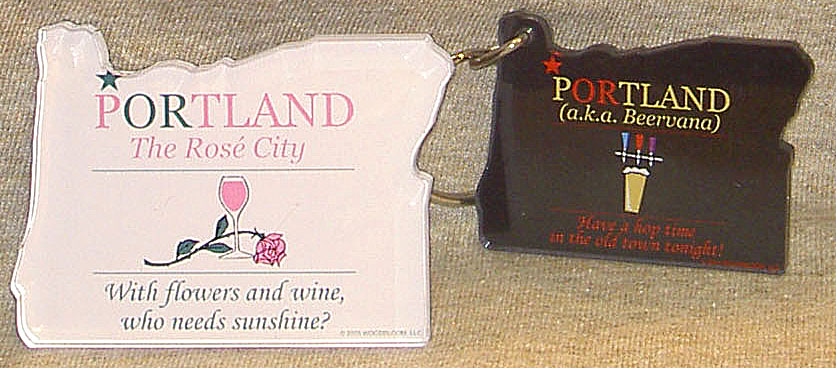 PORTLAND
The Rosé City
With flowers and wine,
who needs sunshine?
PORTLAND
(a.k.a. Beervana)
Have a hop time
in the old town tonight!